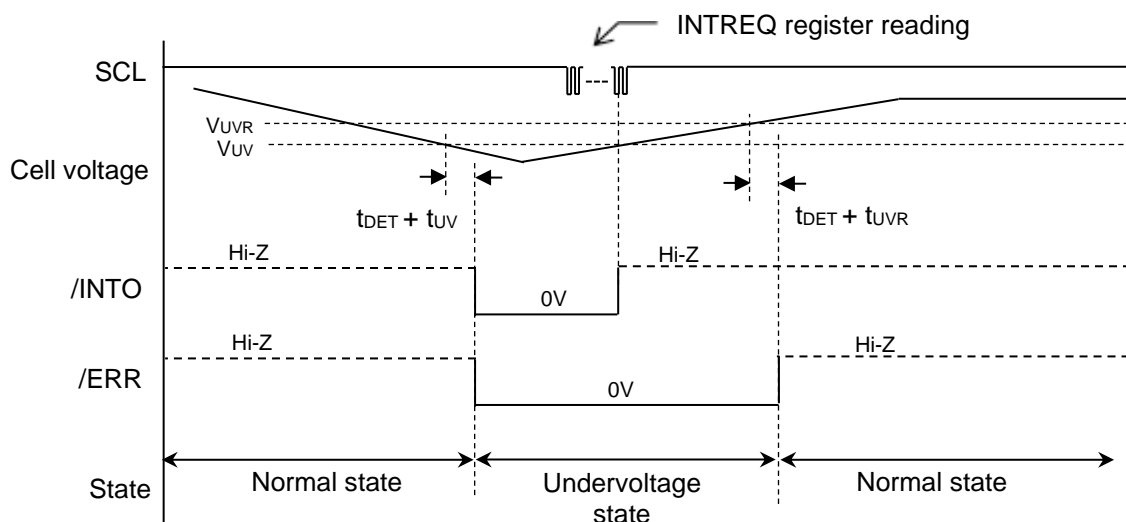 INTREQ register reading
SCL
VUVR
VUV
Cell voltage
tDET + tUV
tDET + tUVR
Hi-Z
Hi-Z
/INTO
0V
Hi-Z
Hi-Z
/ERR
0V
Normal state
Undervoltage
state
Normal state
State